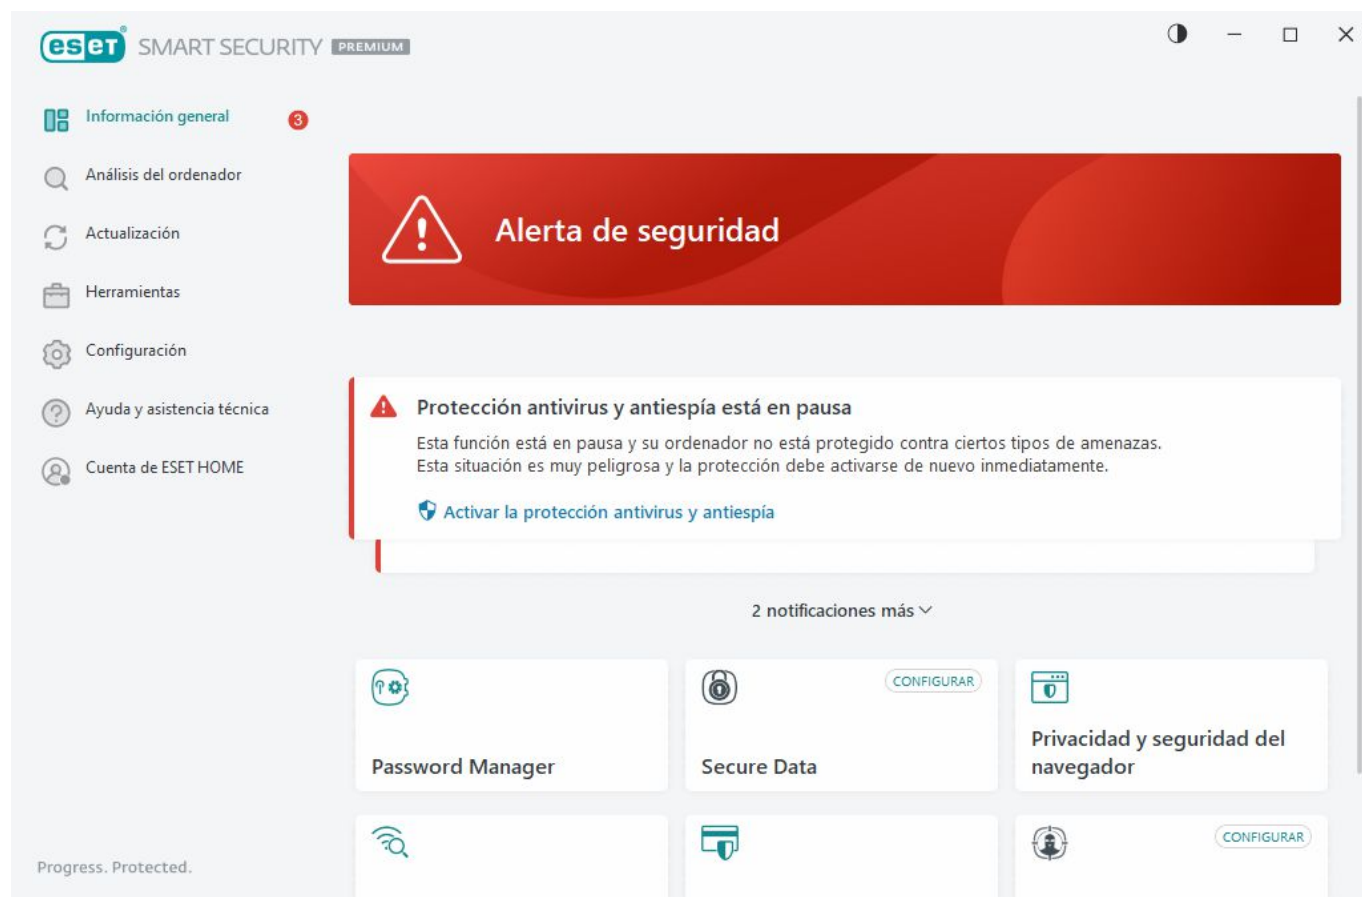 eset® SMART SECURITY PREMIUM
Información general 3
Análisis del ordenador
Actualización
Herramientas
Configuración
Ayuda y asistencia técnica
Cuenta de ESET HOME
Progress. Protected.
Alerta de seguridad
Protección antivirus y antiespía está en pausa
Esta función está en pausa y su ordenador no está protegido contra ciertos tipos de amenazas.
Esta situación es muy peligrosa y la protección debe activarse de nuevo inmediatamente.
Activar la protección antivirus y antiespía
2 notificaciones más
Password Manager
CONFIGURAR
Secure Data
Privacidad y seguridad del
navegador
CONFIGURAR